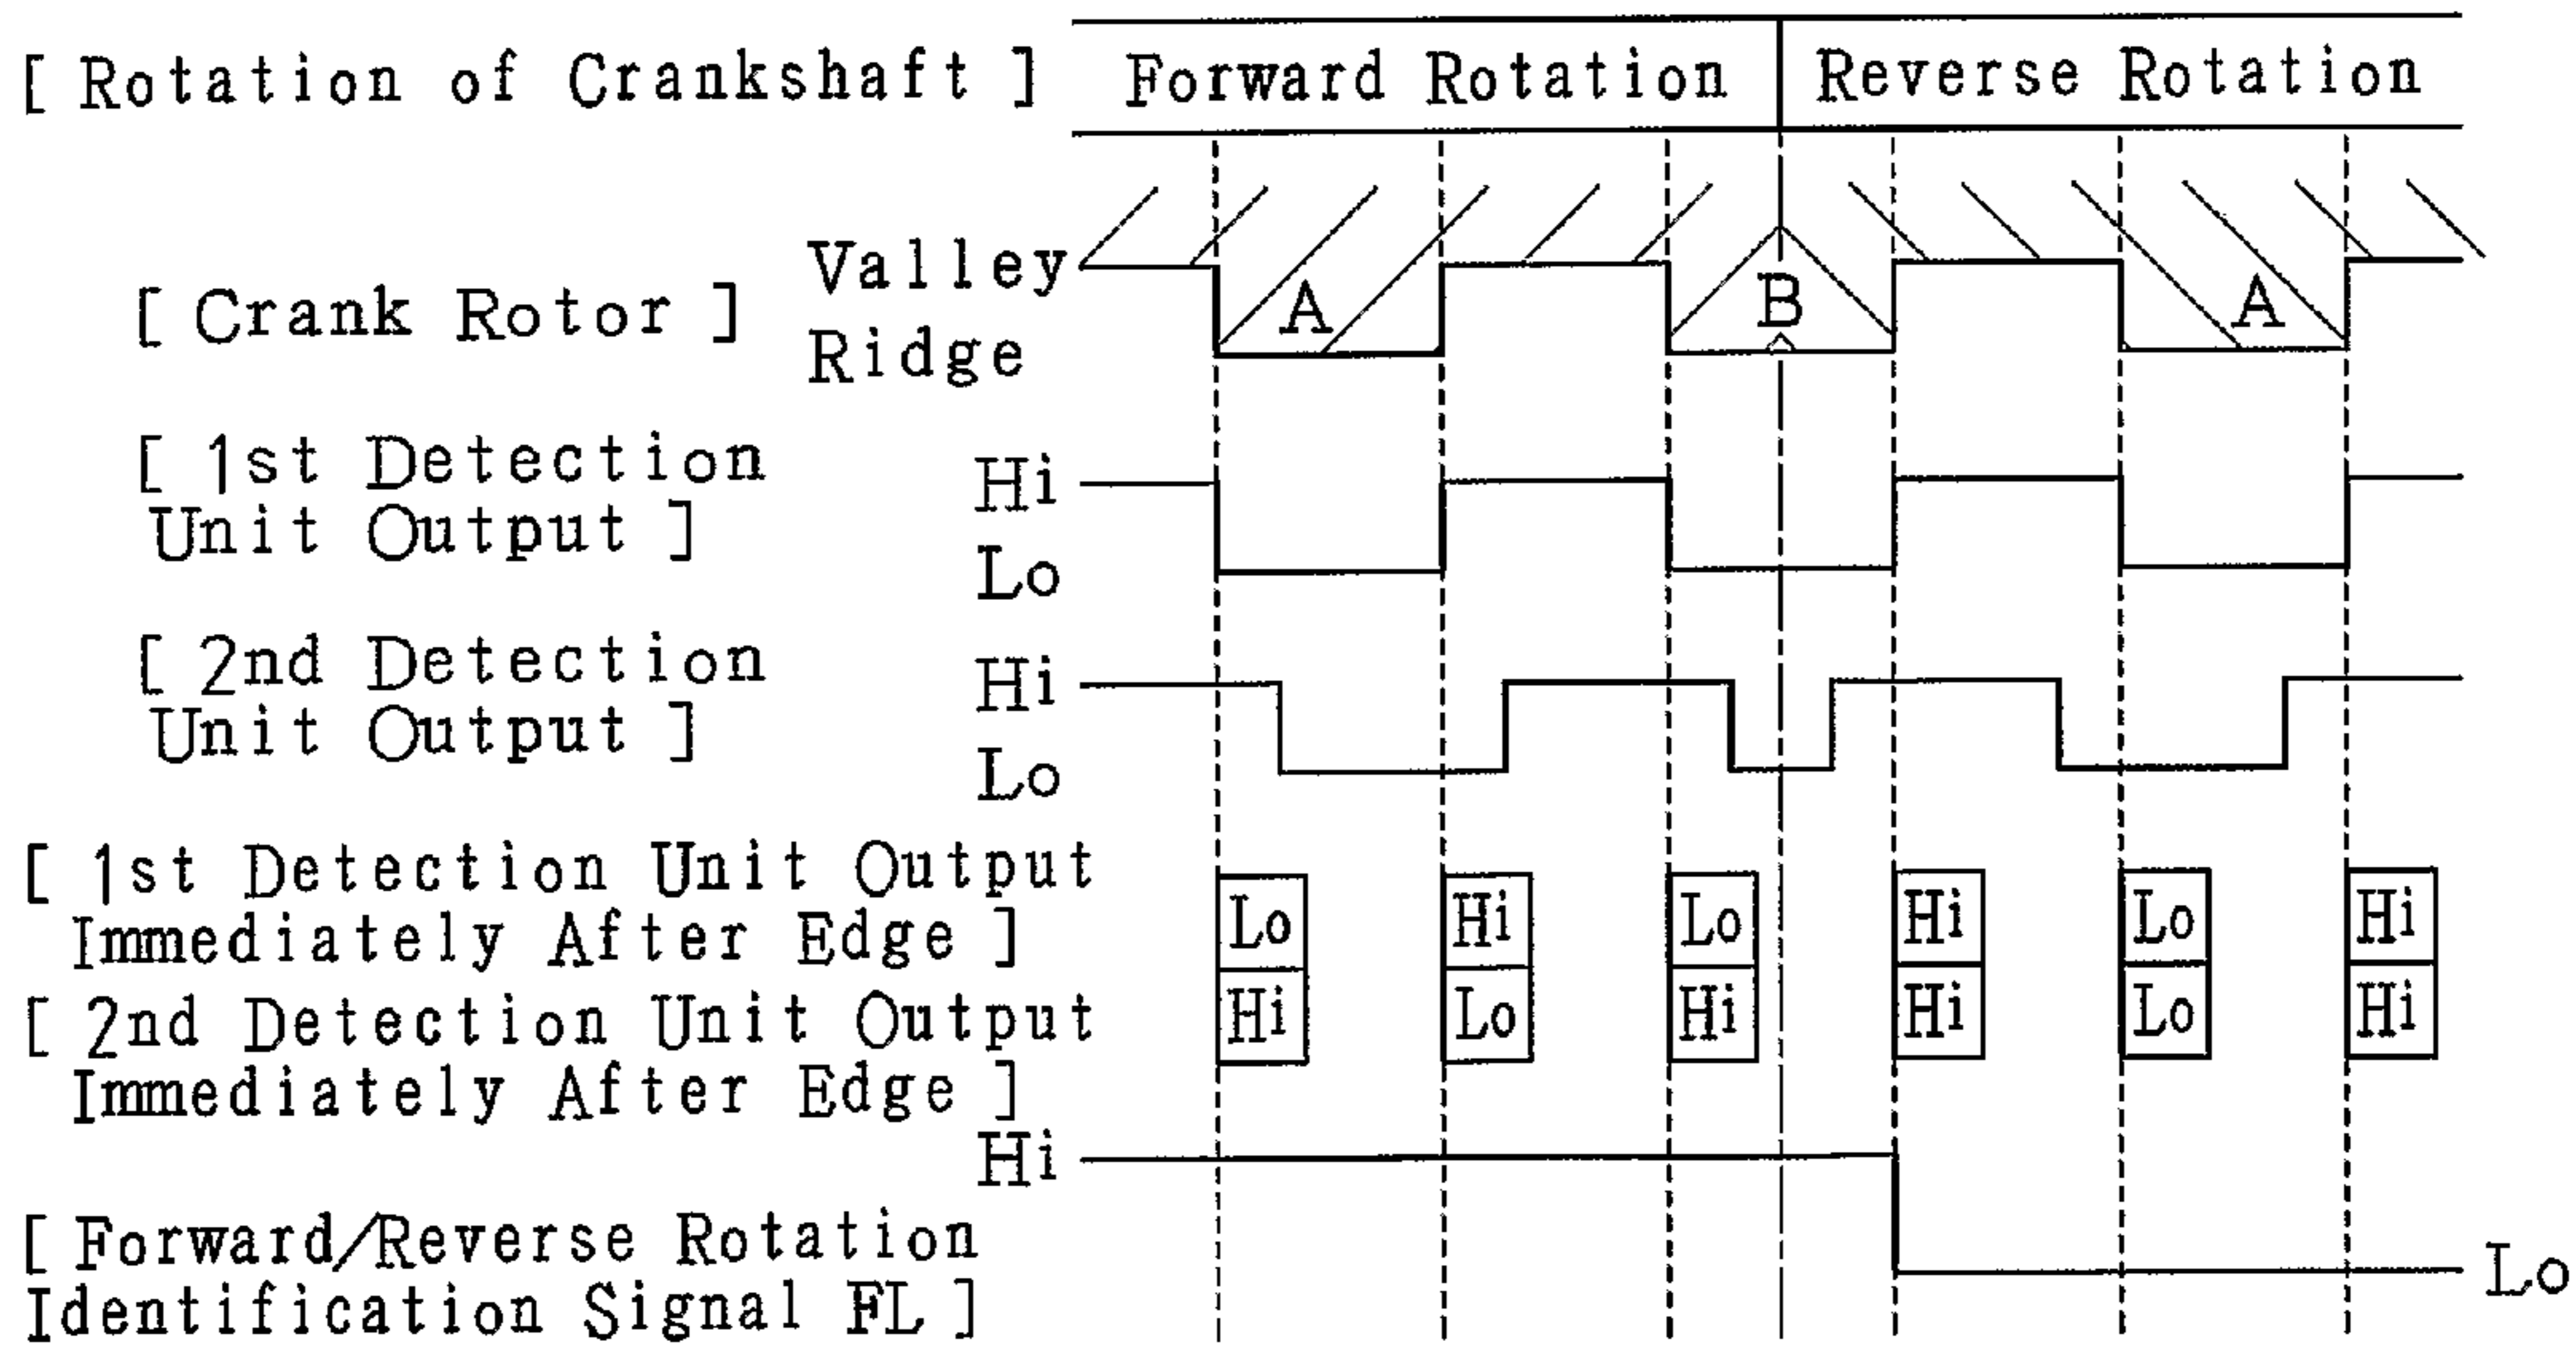 [ Rotation of Crankshaft ] Forward Rotation Reverse Rotation
Valley
[ Crank Rotor ] A B A
Ridge
[ 1st Detection
Unit Output ]
Hi
Lo
[ 2nd Detection
Unit Output ]
Hi
Lo
[ 1st Detection Unit Output
Immediately After Edge ]
Lo Hi Lo Hi Lo Hi
[ 2nd Detection Unit Output
Immediately After Edge ]
Hi Lo Hi Hi Lo Hi
Hi
[ Forward/Reverse Rotation
Identification Signal FL ]
Lo